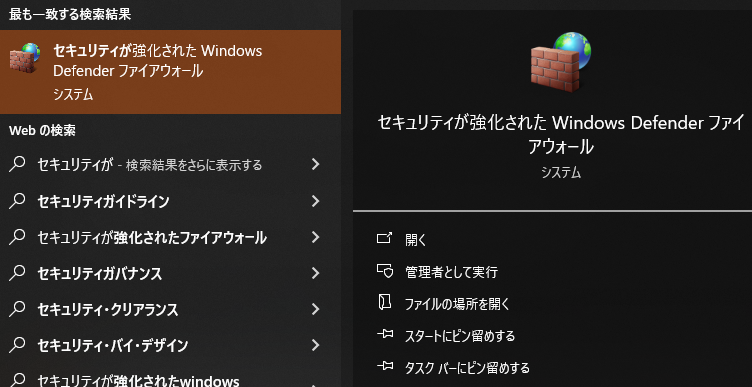 最も一致する検索結果
セキュリティが強化された Windows
Defender ファイアウォール
システム
Web の検索
セキュリティが - 検索結果をさらに表示する
セキュリティガイドライン
セキュリティが強化されたファイアウォール
セキュリティガバナンス
セキュリティ・クリアランス
セキュリティ・バイ・デザイン
セキュリティが強化されたwindows
セキュリティが強化された Windows Defender ファイ
アウォール
システム
開く
管理者として実行
ファイルの場所を開く
スタートにピン留めする
タスク バーにピン留めする